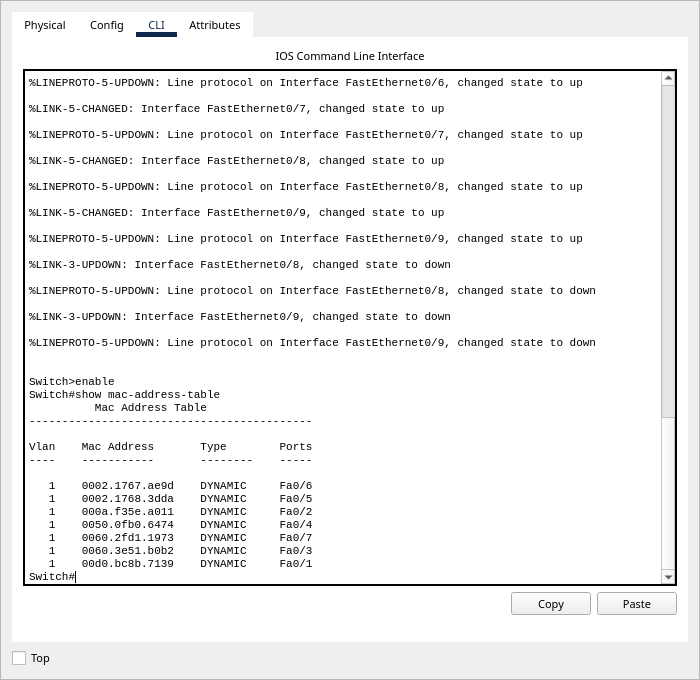 Physical Config CLI Attributes
IOS Command Line Interface
%LINEPROTO-5-UPDOWN: Line protocol on Interface FastEthernet0/6, changed state to up
%LINK-5-CHANGED: Interface FastEthernet0/7, changed state to up
%LINEPROTO-5-UPDOWN: Line protocol on Interface FastEthernet0/7, changed state to up
%LINK-5-CHANGED: Interface FastEthernet0/8, changed state to up
%LINEPROTO-5-UPDOWN: Line protocol on Interface FastEthernet0/8, changed state to up
%LINK-5-CHANGED: Interface FastEthernet0/9, changed state to up
%LINEPROTO-5-UPDOWN: Line protocol on Interface FastEthernet0/9, changed state to up
%LINK-3-UPDOWN: Interface FastEthernet0/8, changed state to down
%LINEPROTO-5-UPDOWN: Line protocol on Interface FastEthernet0/8, changed state to down
%LINK-3-UPDOWN: Interface FastEthernet0/9, changed state to down
%LINEPROTO-5-UPDOWN: Line protocol on Interface FastEthernet0/9, changed state to down
Switch>enable
Switch#show mac-address-table
Mac Address Table
-------------------------------------------
Vlan    Mac Address       Type        Ports
----    -----------       --------    -----
1    0002.1767.ae9d    DYNAMIC     Fa0/6
1    0002.1768.3dda    DYNAMIC     Fa0/5
1    000a.f35e.a011    DYNAMIC     Fa0/2
1    0050.0fb0.6474    DYNAMIC     Fa0/4
1    0060.2fd1.1973    DYNAMIC     Fa0/7
1    0060.3e51.b0b2    DYNAMIC     Fa0/3
1    00d0.bc8b.7139    DYNAMIC     Fa0/1
Switch#
Copy Paste
Top